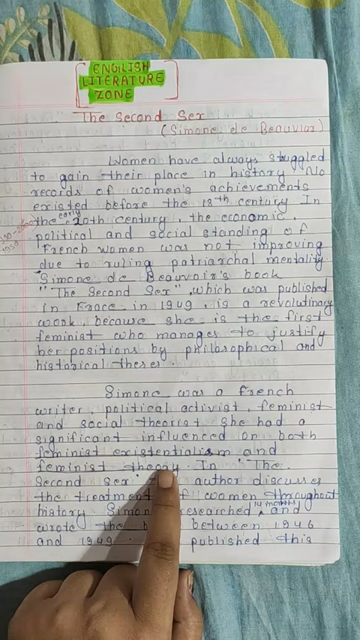 ENGLISH
LITERATURE
ZONE
The Second Sex
(Simone de Beauvior)
Women have always struggled
to gain their place in history. No
records of women's achievements
existed before the 18th century In
the early 20th century, the economic,
political and social standing of
French women was not improving
due to ruling patriarchal mentality
Simone de Beauvoir's book
"The Second Sex", which was published
in France in 1949, is a revolutionary
work, because she is the first
feminist who manages to justify
her positions by philosophical and
historical theses.
Simone was a French
writer, political activist, feminist
and social theorist She had a
significant influenced on both
feminist existentialism and
feminist theory. In 'The
Second Sex' author discusses
the treatment of women throughout
history Simone researched and
wrote the between 1946
and 1949 published this